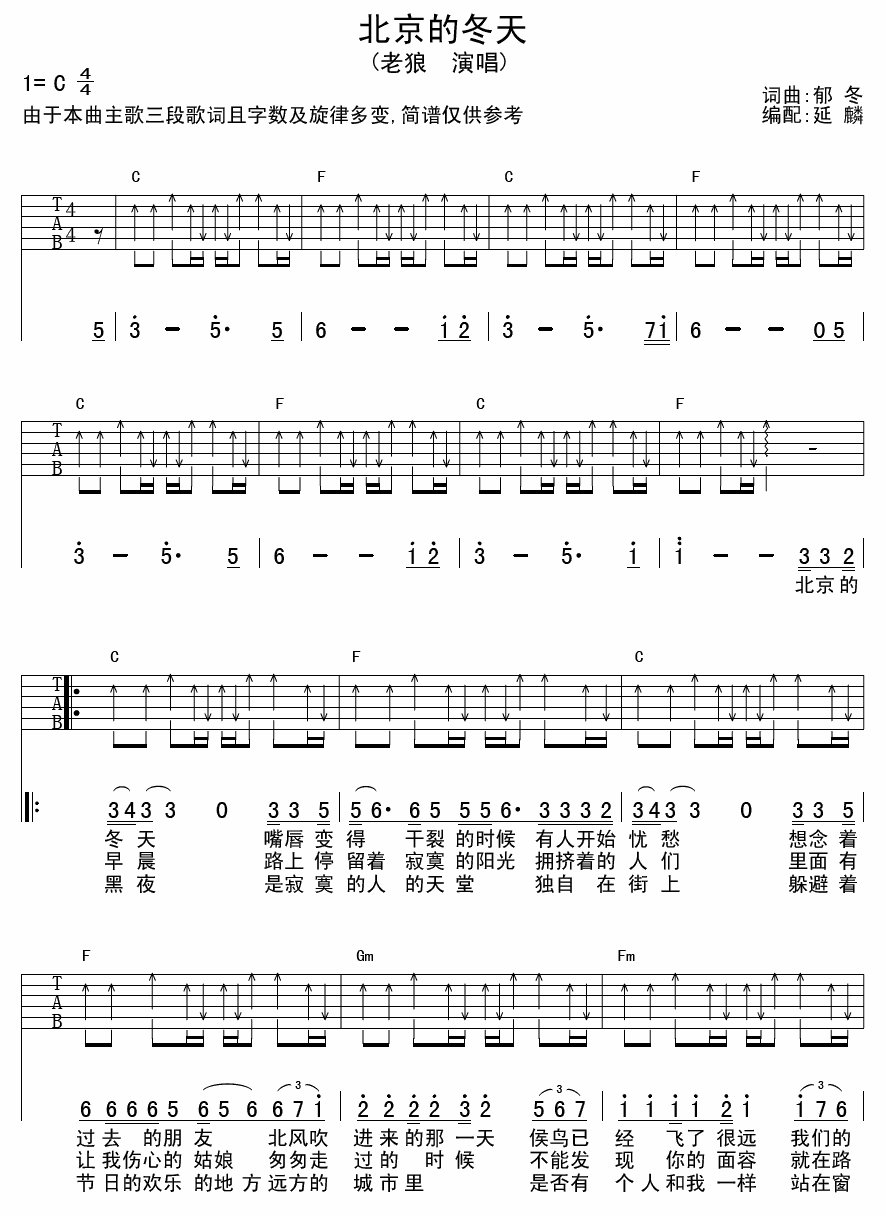 北京的冬天
(老狼 演唱)
1= C 4/4
词曲:郁 冬
由于本曲主歌三段歌词且字数及旋律多变,简谱仅供参考
编配:延 麟
C F C F
T A B 4 4
5 | 3 - 5· 5 | 6 - - 1 2 | 3 - 5· 7 1 | 6 - - 0 5 |
C F C F
T A B
3 - 5· 5 | 6 - - 1 2 | 3 - 5· 1 | 1 - - 3 3 2 |
北京的
C F C
T A B
3 4 3 3 0 3 3 5 | 5 6· 6 5 5 5 6· 3 3 3 2 | 3 4 3 3 0 3 3 5
冬 天 嘴唇 变 得 干裂 的时候 有人开始 忧 愁 想念 着
早 晨 路上 停 留着 寂寞 的阳光 拥挤着的 人 们 里面 有
黑 夜 是寂 寞 的人 的天 堂 独自 在 街 上 躲避 着
F Gm Fm
T A B
3 3 3
6 6 6 6 5 6 5 6 6 7 1 | 2 2 2 2 3 2 5 6 7 | 1 1 1 1 2 1 1 7 6
过 去 的朋 友 北风吹 进 来 的 那 一 天 侯鸟已 经 飞了 很远 我们的
让 我伤心的 姑娘 匆匆走 过 的 时 候 不能发 现 你的 面容 就在路
节 日的欢乐 的地 方 远方的 城 市 里 是否有 个 人和我 一样 站在窗